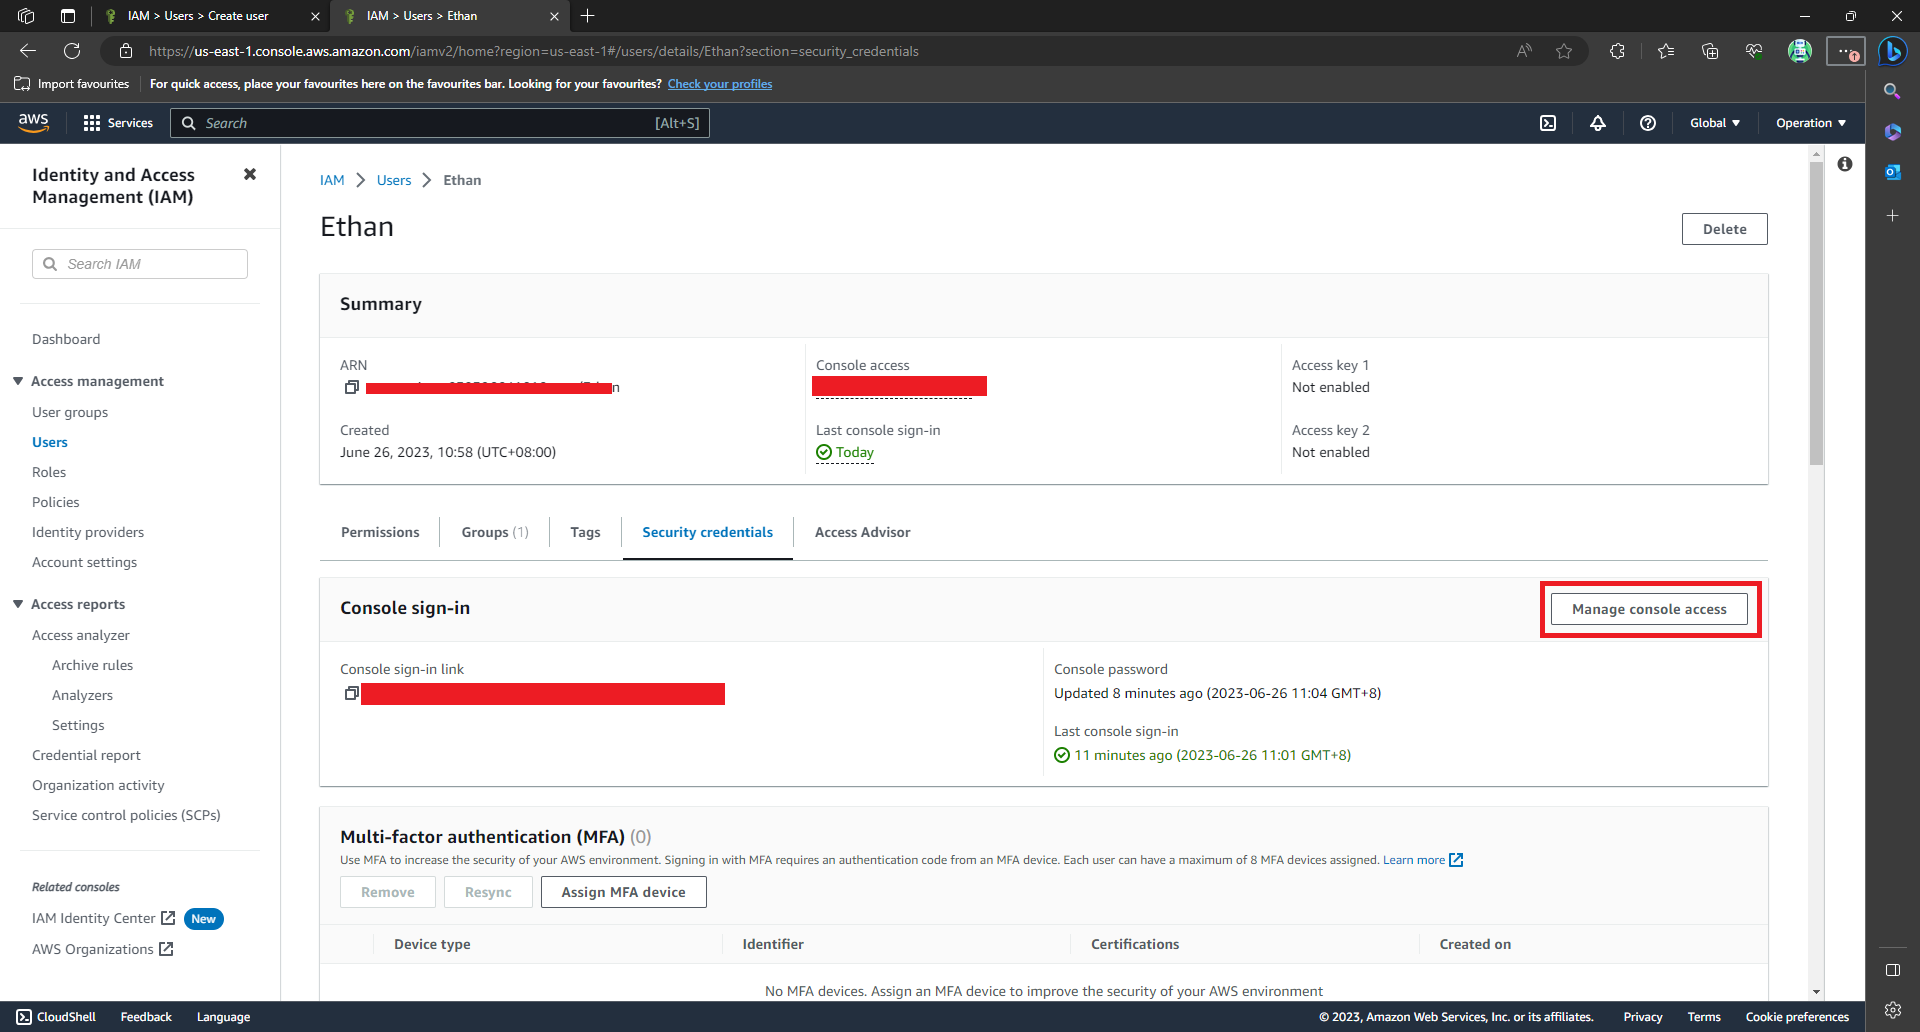 IAM > Users > Create user
IAM > Users > Ethan
https://us-east-1.console.aws.amazon.com/iamv2/home?region=us-east-1#/users/details/Ethan?section=security_credentials
Import favourites
For quick access, place your favourites here on the favourites bar. Looking for your favourites? Check your profiles
aws
Services
Search
[Alt+S]
Global
Operation
Identity and Access
Management (IAM)
Search IAM
Dashboard
Access management
User groups
Users
Roles
Policies
Identity providers
Account settings
Access reports
Access analyzer
Archive rules
Analyzers
Settings
Credential report
Organization activity
Service control policies (SCPs)
Related consoles
IAM Identity Center New
AWS Organizations
IAM > Users > Ethan
Ethan
Delete
Summary
ARN
Created
June 26, 2023, 10:58 (UTC+08:00)
Console access
Last console sign-in
Today
Access key 1
Not enabled
Access key 2
Not enabled
Permissions
Groups (1)
Tags
Security credentials
Access Advisor
Console sign-in
Manage console access
Console sign-in link
Console password
Updated 8 minutes ago (2023-06-26 11:04 GMT+8)
Last console sign-in
11 minutes ago (2023-06-26 11:01 GMT+8)
Multi-factor authentication (MFA) (0)
Use MFA to increase the security of your AWS environment. Signing in with MFA requires an authentication code from an MFA device. Each user can have a maximum of 8 MFA devices assigned. Learn more
Remove
Resync
Assign MFA device
Device type
Identifier
Certifications
Created on
No MFA devices. Assign an MFA device to improve the security of your AWS environment
CloudShell
Feedback
Language
© 2023, Amazon Web Services, Inc. or its affiliates.
Privacy
Terms
Cookie preferences